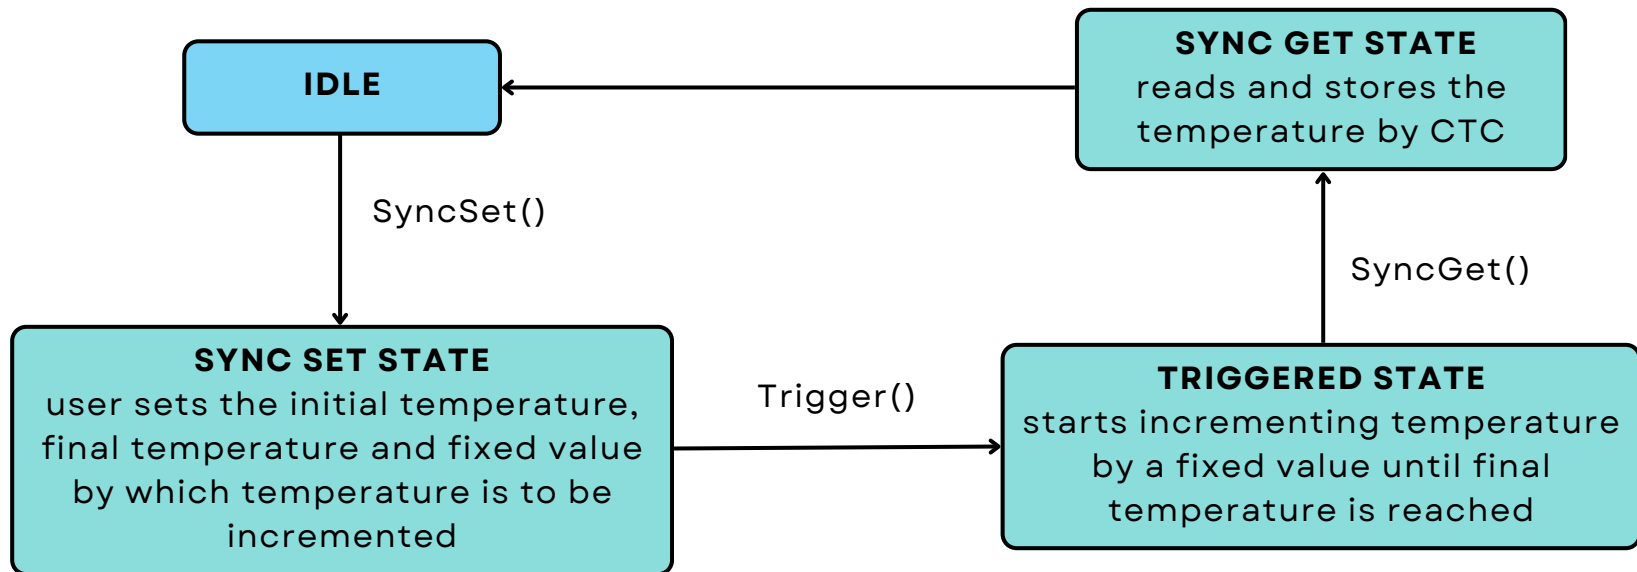 IDLE
SYNC GET STATE
reads and stores the
temperature by CTC
SyncSet()
SyncGet()
SYNC SET STATE
user sets the initial temperature,
final temperature and fixed value
by which temperature is to be
incremented
Trigger()
TRIGGERED STATE
starts incrementing temperature
by a fixed value until final
temperature is reached